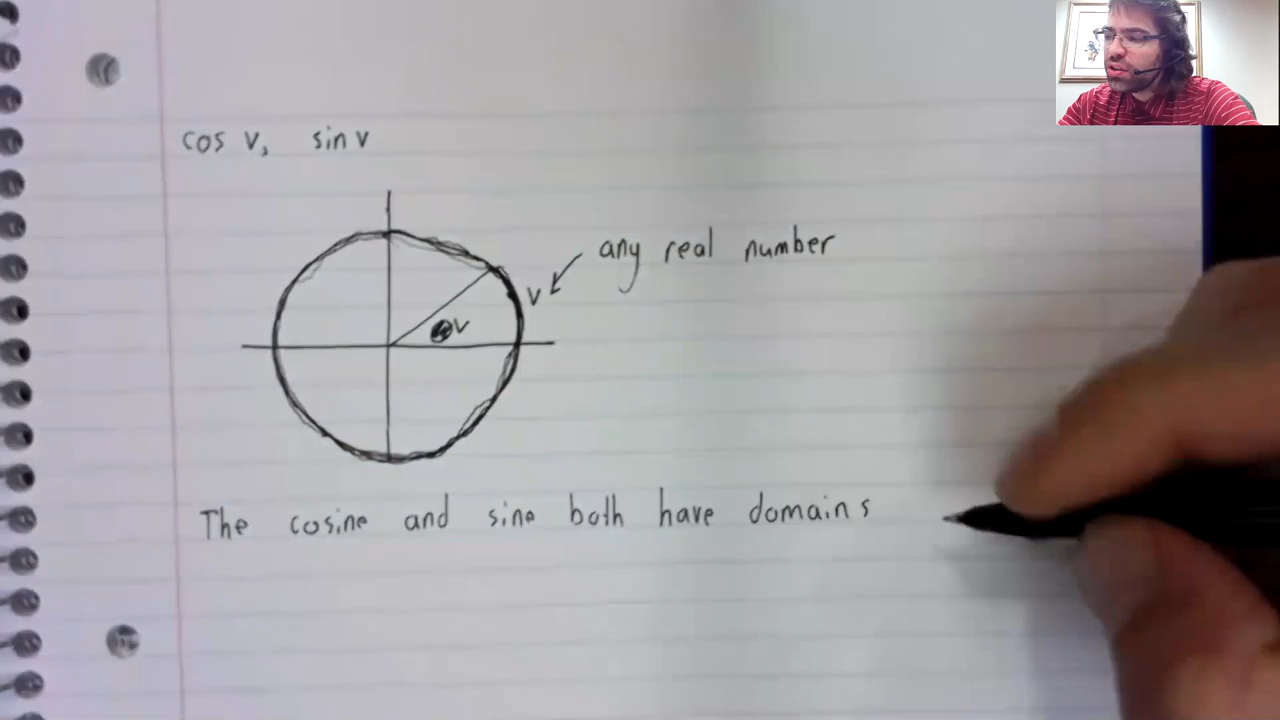 cos v, sin v
any real number
v
v
The cosine and sine both have domains